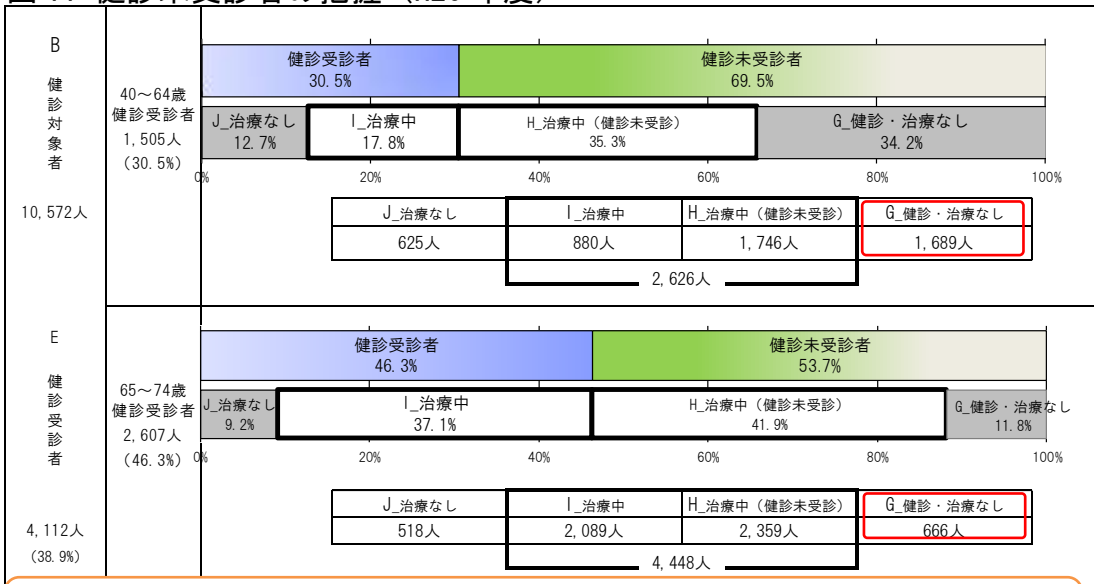 B
健診対象者
10,572人
40～64歳
健診受診者
1,505人
(30.5%)
健診受診者
30.5%
健診未受診者
69.5%
J_治療なし
12.7%
I_治療中
17.8%
H_治療中（健診未受診）
35.3%
G_健診・治療なし
34.2%
0% 20% 40% 60% 80% 100%
J_治療なし I_治療中 H_治療中（健診未受診） G_健診・治療なし
625人 880人 1,746人 1,689人
2,626人
E
健診受診者
4,112人
(38.9%)
65～74歳
健診受診者
2,607人
(46.3%)
健診受診者
46.3%
健診未受診者
53.7%
J_治療なし
9.2%
I_治療中
37.1%
H_治療中（健診未受診）
41.9%
G_健診・治療なし
11.8%
0% 20% 40% 60% 80% 100%
J_治療なし I_治療中 H_治療中（健診未受診） G_健診・治療なし
518人 2,089人 2,359人 666人
4,448人